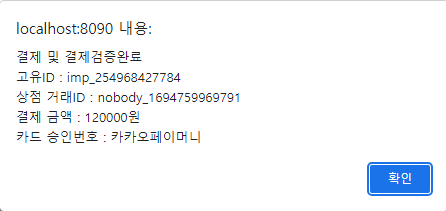 localhost:8090 내용:
결제 및 결제검증완료
고유ID : imp_254968427784
상점 거래ID : nobody_1694759969791
결제 금액 : 120000원
카드 승인번호 : 카카오페이머니
확인